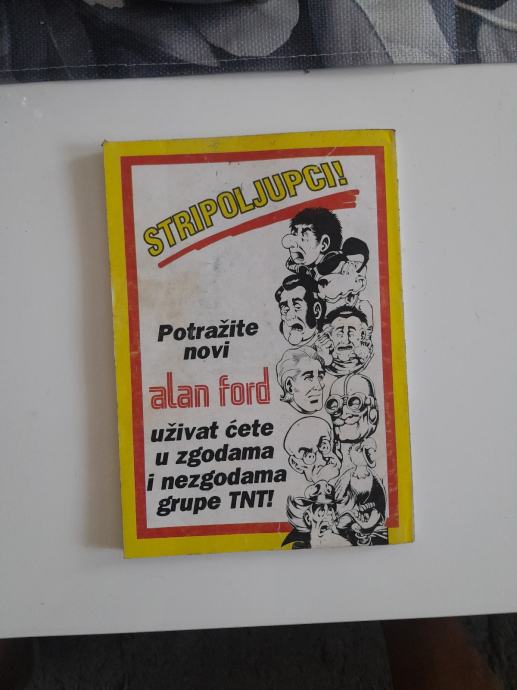 STRIPOLJUPCI!
Potražite
novi
alan ford
uživat ćete
u zgodama
i nezgodama
grupe TNT!